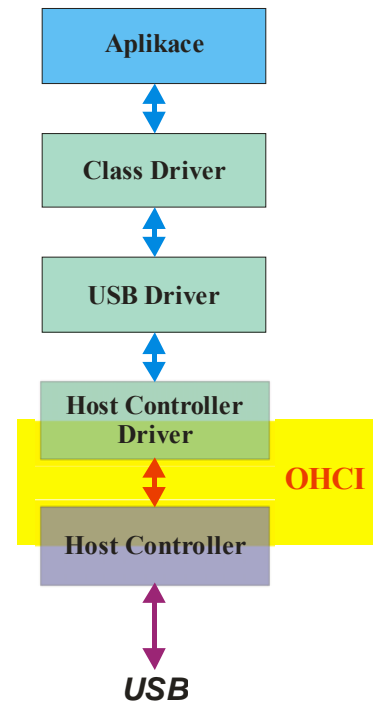 Aplikace
Class Driver
USB Driver
Host Controller
Driver
OHCI
Host Controller
USB